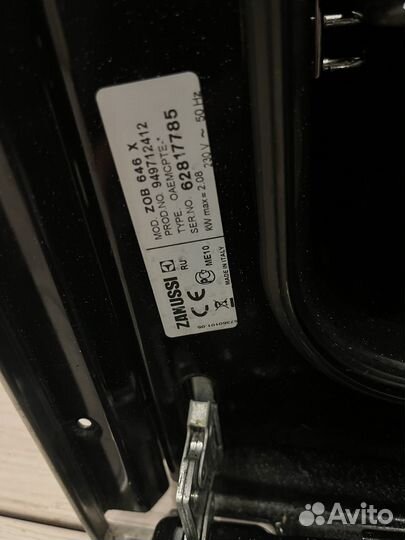 MOD. ZOB 646 X
PROD.NO. 949712412
TYPE OAEMCPTE-*
SER.NO. 62817785
KW max = 2.08 230 V ~ 50 Hz
ZANUSSI
RU
CE ME10
MADE IN ITALY
Avito